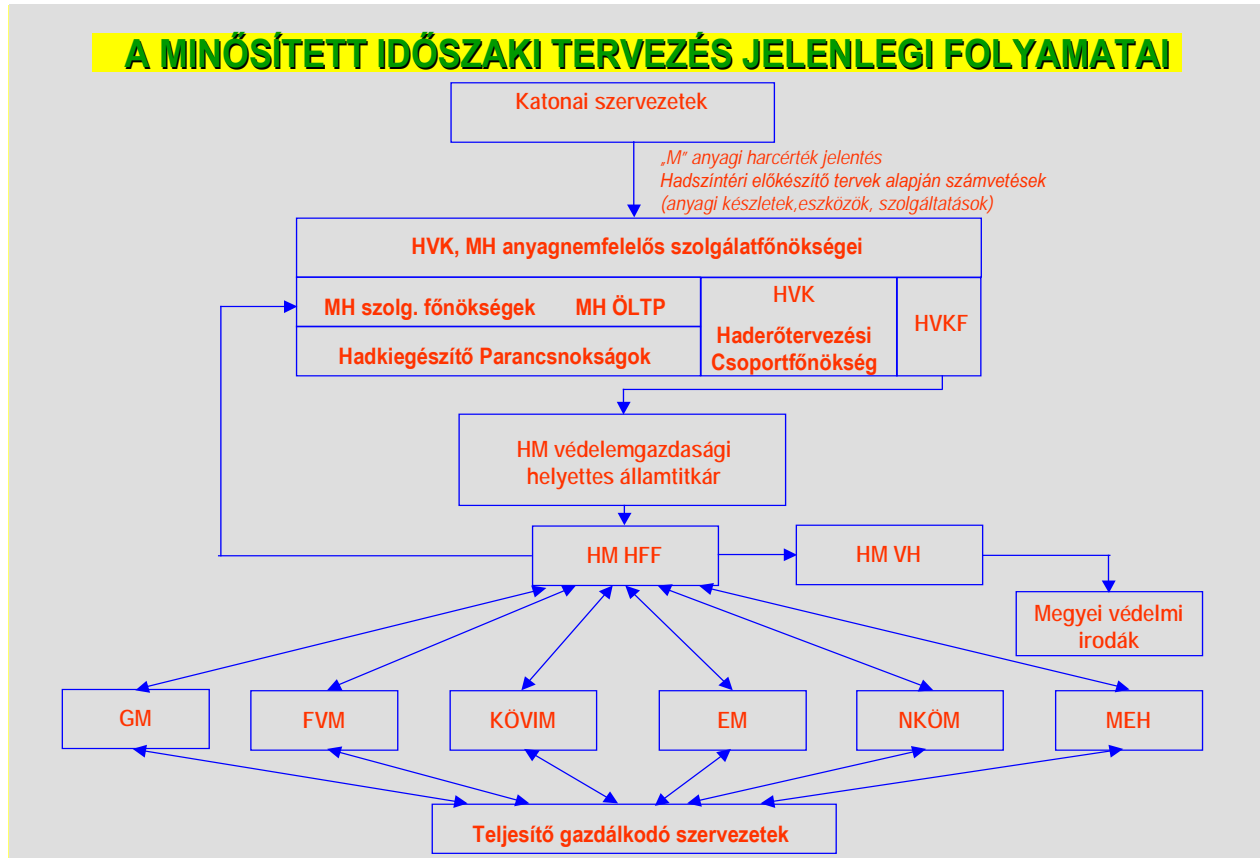 A MINŐSÍTETT IDŐSZAKI TERVEZÉS JELENLEGI FOLYAMATAI
Katonai szervezetek
„M” anyagi harcérték jelentés
Hadszíntéri előkészítő tervek alapján számvetések
(anyagi készletek,eszközök, szolgáltatások)
HVK, MH anyagnemfelelős szolgálatfőnökségei
MH szolg. főnökségek MH ÖLTP
Hadkiegészítő Parancsnokságok
HVK
Haderőtervezési
Csoportfőnökség
HVKF
HM védelemgazdasági
helyettes államtitkár
HM HFF
HM VH
Megyei védelmi
irodák
GM
FVM
KÖVIM
EM
NKÖM
MEH
Teljesítő gazdálkodó szervezetek